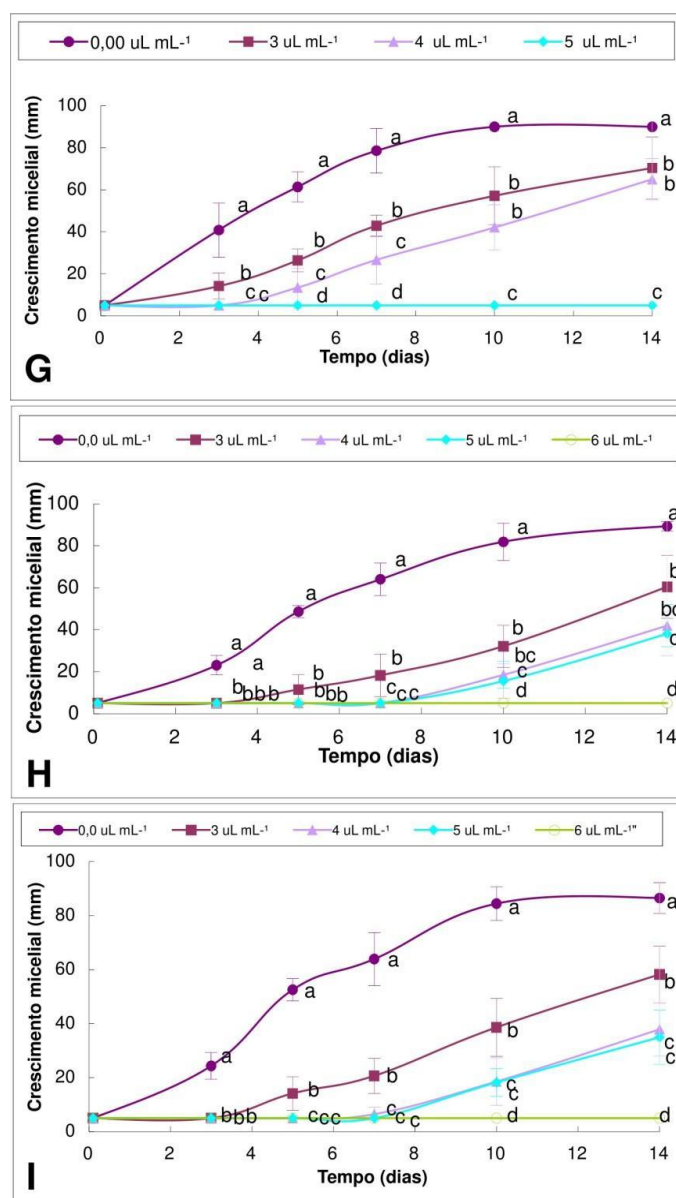 0,00 uL mL⁻¹ 3 uL mL⁻¹ 4 uL mL⁻¹ 5 uL mL⁻¹
Crescimento micelial (mm)
100
80
60
40
20
0
a a a a a a
b b b b b b b
c c c c c c
d d
0 2 4 6 8 10 12 14
Tempo (dias)
G
0,0 uL mL⁻¹ 3 uL mL⁻¹ 4 uL mL⁻¹ 5 uL mL⁻¹ 6 uL mL⁻¹
Crescimento micelial (mm)
100
80
60
40
20
0
a a a a a a
b b b b
bc bc
c c
b bbb bb c cc d d
0 2 4 6 8 10 12 14
Tempo (dias)
H
0,0 uL mL⁻¹ 3 uL mL⁻¹ 4 uL mL⁻¹ 5 uL mL⁻¹ 6 uL mL⁻¹"
Crescimento micelial (mm)
100
80
60
40
20
0
a a a a a
b b b b
c c c c
b b b c c c c c c d d
0 2 4 6 8 10 12 14
Tempo (dias)
I